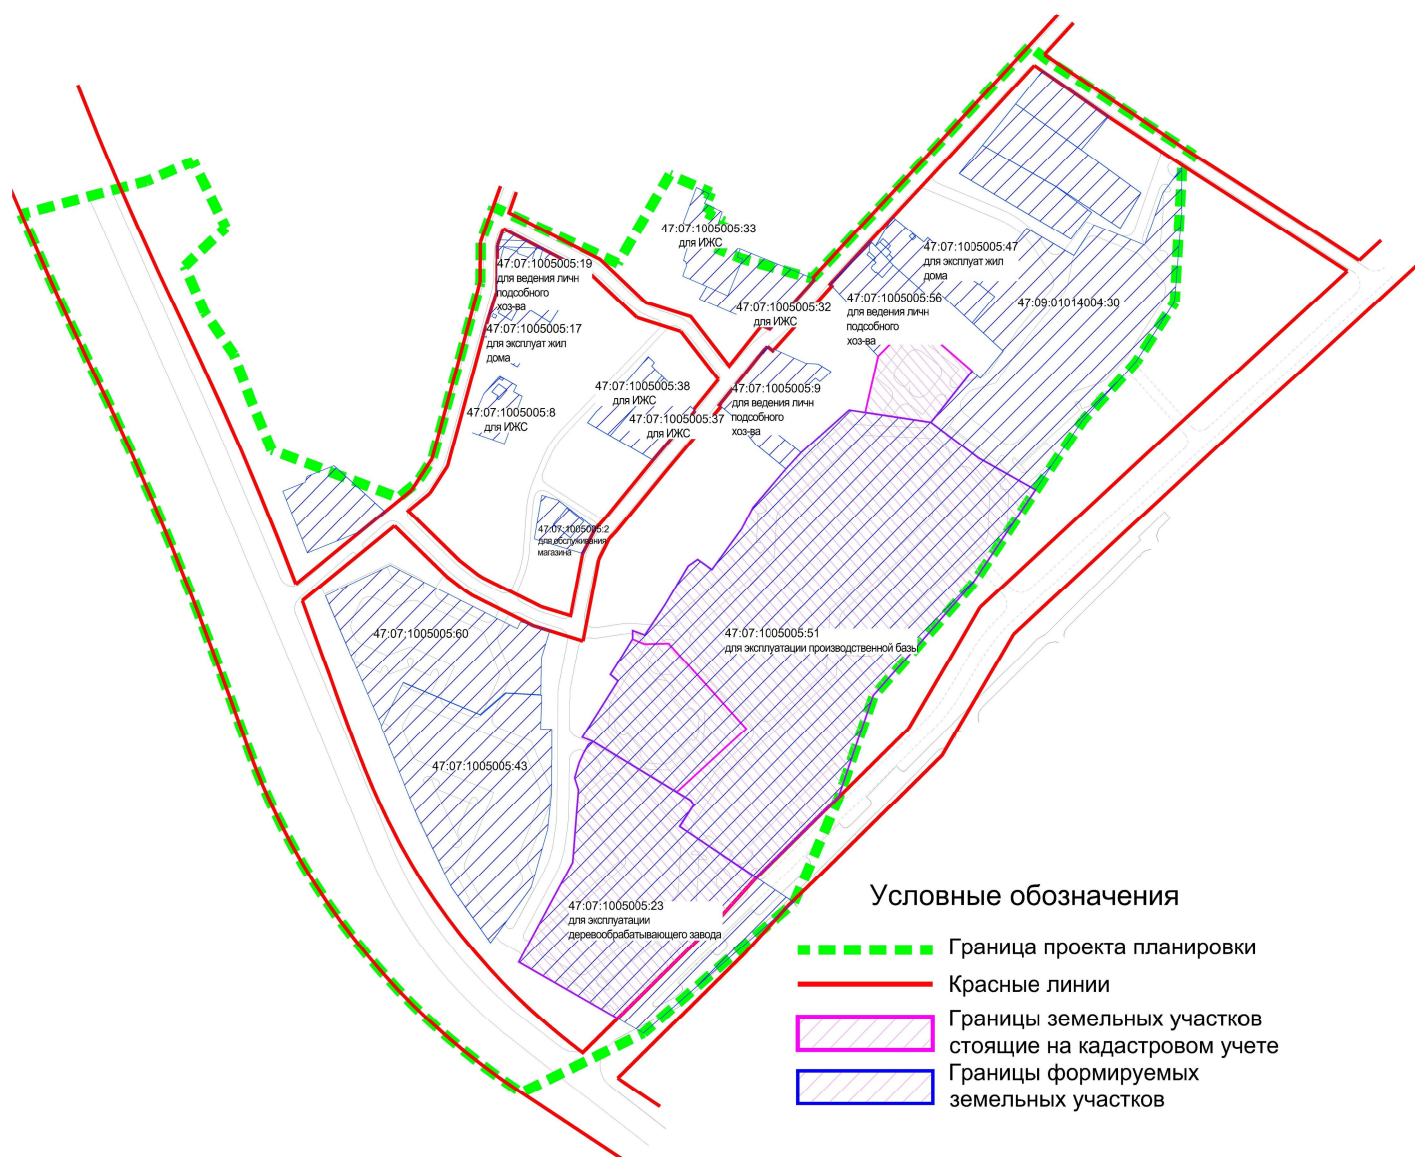 47:07:1005005:33
для ИЖС
47:07:1005005:47
для эксплуат жил
дома
47:07:1005005:19
для ведения личн
подсобного
хоз-ва
47:07:1005005:56
для ведения личн
подсобного
хоз-ва
47:09:01014004:30
47:07:1005005:32
для ИЖС
47:07:1005005:17
для эксплуат жил
дома
47:07:1005005:38
для ИЖС
47:07:1005005:9
для ведения личн
подсобного
хоз-ва
47:07:1005005:8
для ИЖС
47:07:1005005:37
для ИЖС
47:07:1005005:2
для обслуживания
магазина
47:07:1005005:60
47:07:1005005:51
для эксплуатации производственной базы
47:07:1005005:43
47:07:1005005:23
для эксплуатации
деревообрабатывающего завода
Условные обозначения
Граница проекта планировки
Красные линии
Границы земельных участков
стоящие на кадастровом учете
Границы формируемых
земельных участков